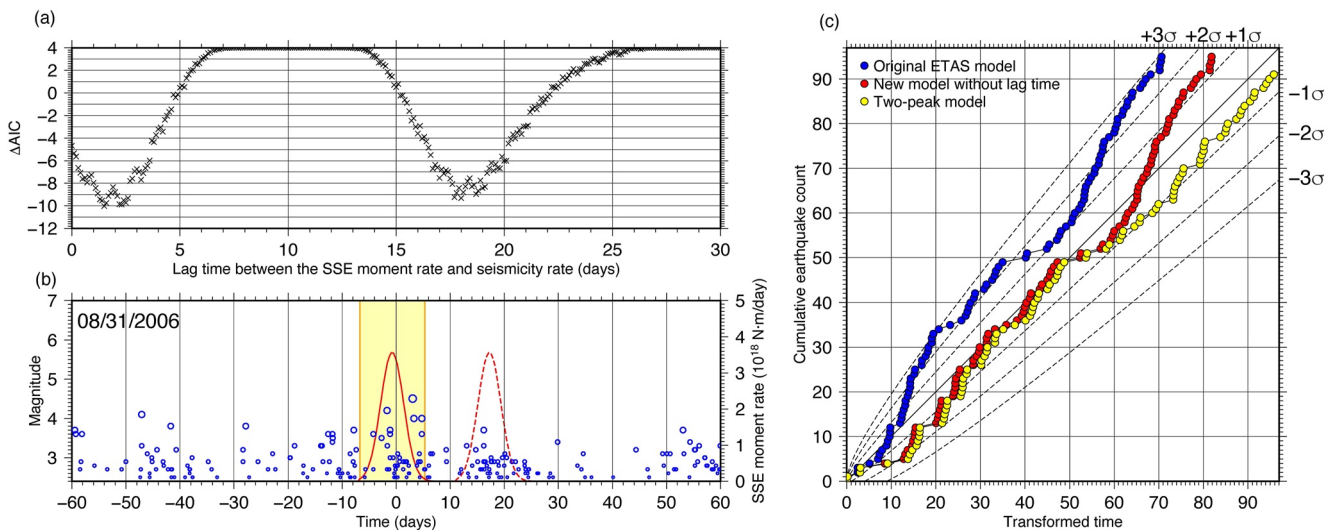 (a)
4
2
0
−2
−4
−6
−8
−10
−12
ΔAIC
0 5 10 15 20 25 30
Lag time between the SSE moment rate and seismicity rate (days)
(b)
08/31/2006
7
6
5
4
3
Magnitude
5
4
3
2
1
0
SSE moment rate (10¹⁸ N·m/day)
−60 −50 −40 −30 −20 −10 0 10 20 30 40 50 60
Time (days)
(c)
+3σ +2σ +1σ
Original ETAS model
New model without lag time
Two-peak model
−1σ
−2σ
−3σ
90
80
70
60
50
40
30
20
10
0
Cumulative earthquake count
0 10 20 30 40 50 60 70 80 90
Transformed time